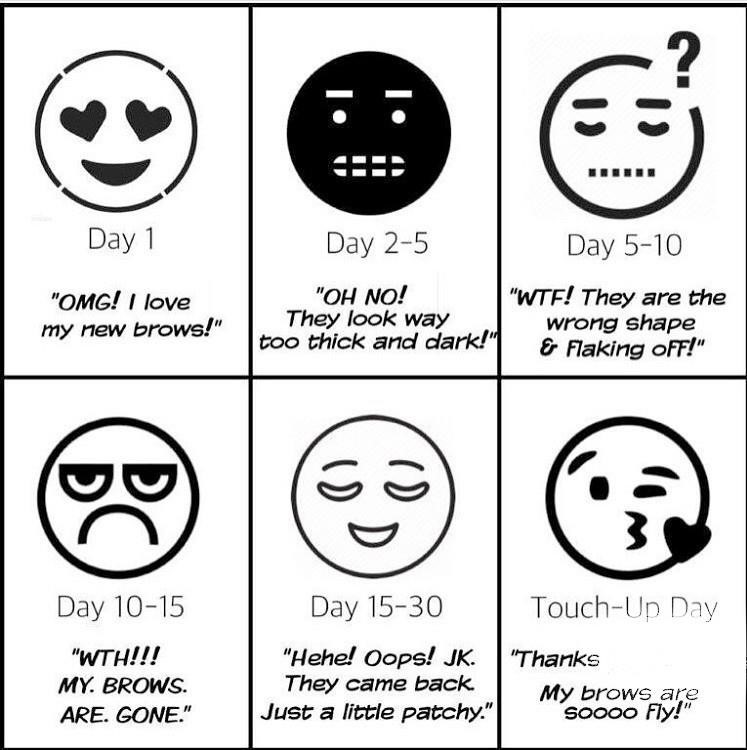 Day 1
"OMG! I love
my new brows!"
Day 2-5
"OH NO!
They look way
too thick and dark!"
?
Day 5-10
"WTF! They are the
wrong shape
& flaking off!"
Day 10-15
"WTH!!!
MY. BROWS.
ARE. GONE."
Day 15-30
"Hehe! Oops! JK.
They came back.
Just a little patchy."
Touch-Up Day
"Thanks
My brows are
soooo fly!"